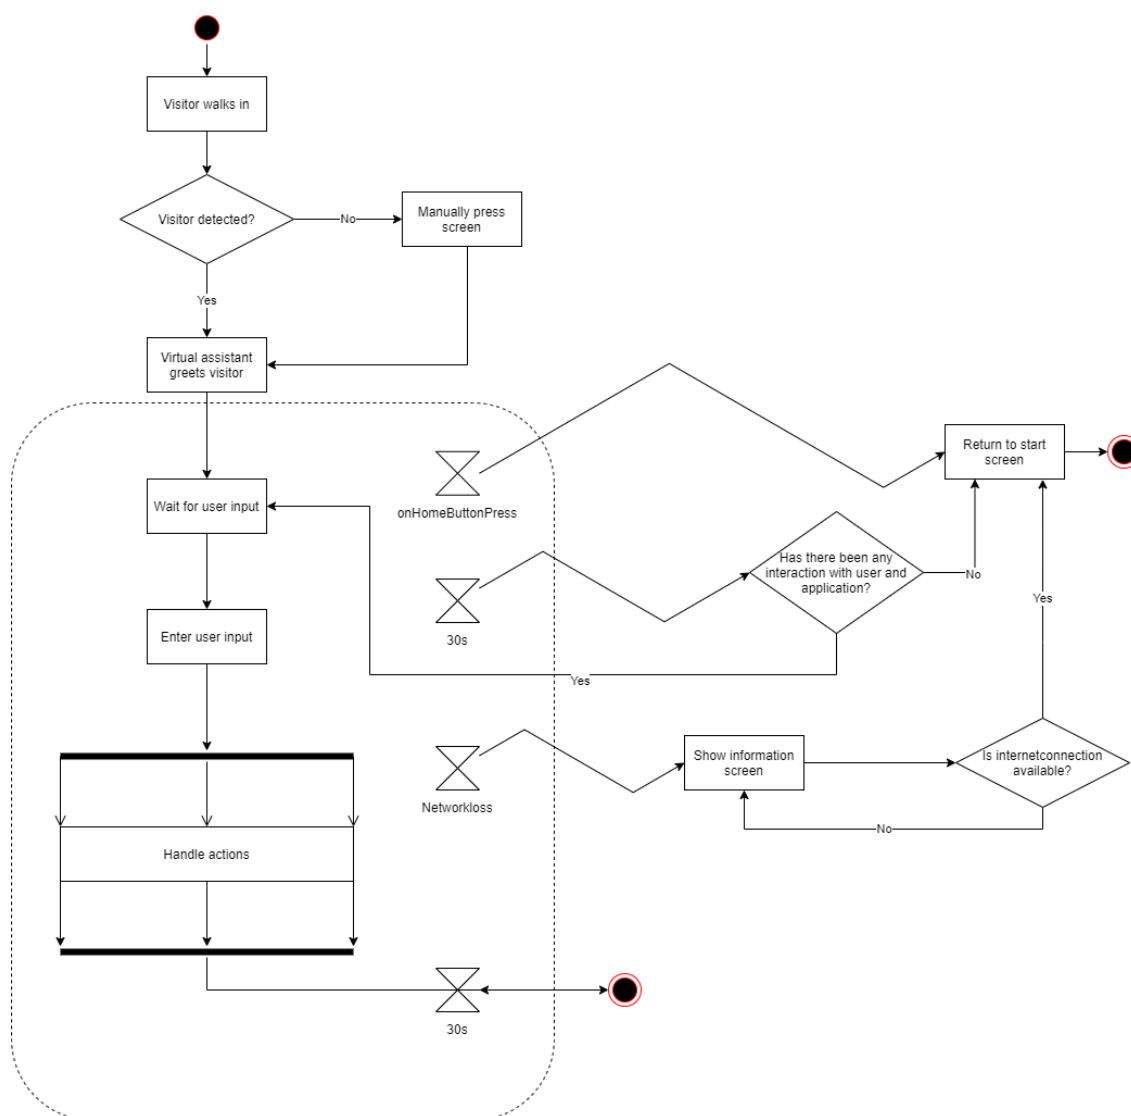 Visitor walks in
Visitor detected?
No
Manually press
screen
Yes
Virtual assistant
greets visitor
Return to start
screen
Wait for user input
onHomeButtonPress
Has there been any
interaction with user and
application?
No
30s
Yes
Enter user input
Yes
Show information
screen
Is internetconnection
available?
Networkloss
No
Handle actions
30s